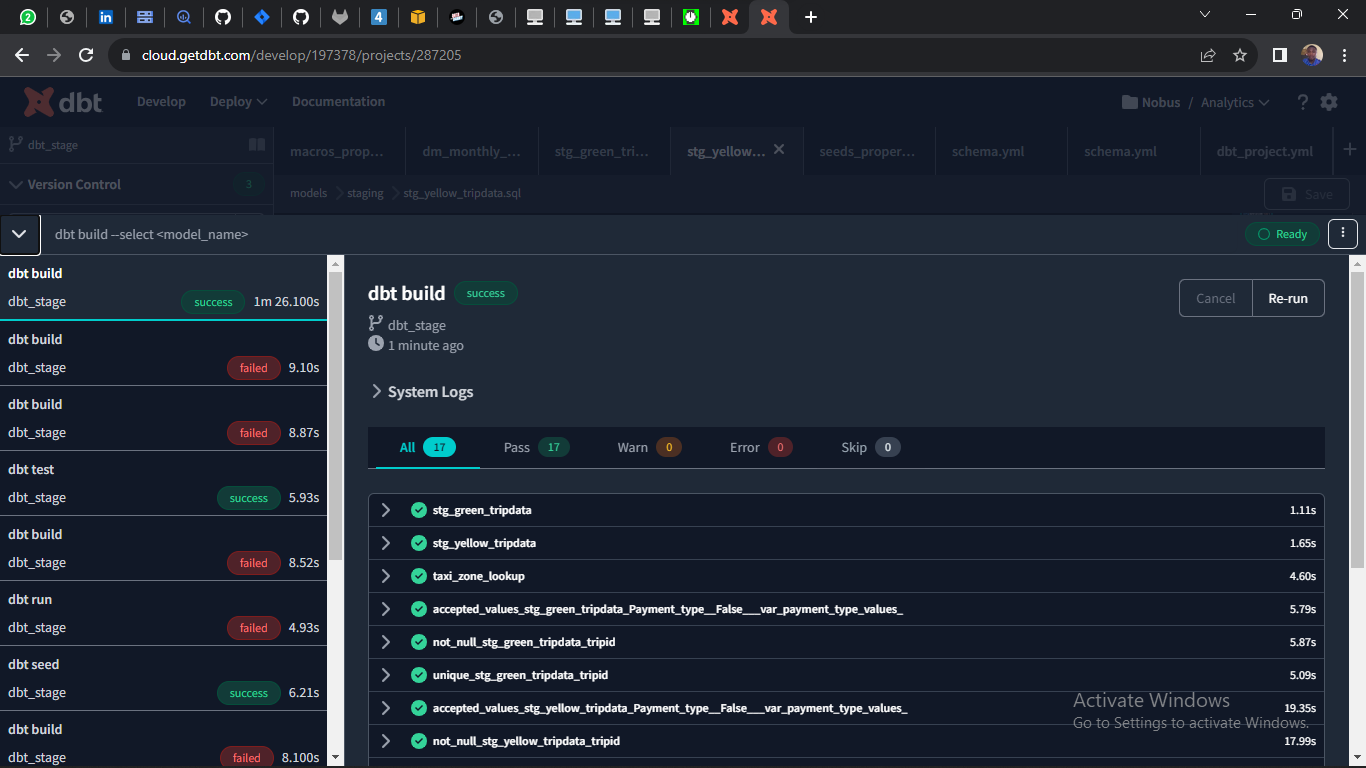 4
cloud.getdbt.com/develop/197378/projects/287205
dbt Develop Deploy Documentation Nobus / Analytics ?
dbt_stage
macros_prop... dm_monthly_... stg_green_tri... stg_yellow... seeds_proper... schema.yml schema.yml dbt_project.yml
Version Control 3
models staging stg_yellow_tripdata.sql Save
dbt build --select <model_name> Ready
dbt build
dbt_stage success 1m 26.100s
dbt build
dbt_stage failed 9.10s
dbt build
dbt_stage failed 8.87s
dbt test
dbt_stage success 5.93s
dbt build
dbt_stage failed 8.52s
dbt run
dbt_stage failed 4.93s
dbt seed
dbt_stage success 6.21s
dbt build
dbt_stage failed 8.100s
dbt build success Cancel Re-run
dbt_stage
1 minute ago
System Logs
All 17 Pass 17 Warn 0 Error 0 Skip 0
stg_green_tripdata 1.11s
stg_yellow_tripdata 1.65s
taxi_zone_lookup 4.60s
accepted_values_stg_green_tripdata_Payment_type__False___var_payment_type_values_ 5.79s
not_null_stg_green_tripdata_tripid 5.87s
unique_stg_green_tripdata_tripid 5.09s
accepted_values_stg_yellow_tripdata_Payment_type__False___var_payment_type_values_ 19.35s
not_null_stg_yellow_tripdata_tripid 17.99s
Activate Windows
Go to Settings to activate Windows.